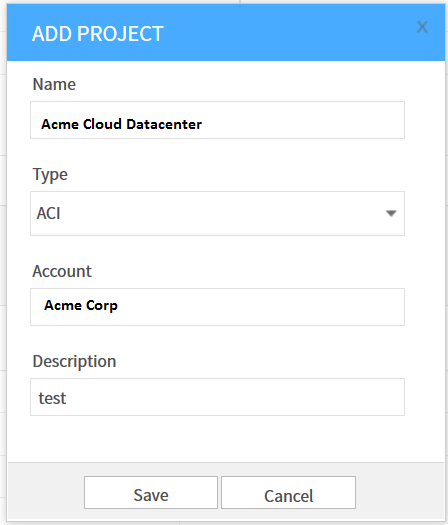 ADD PROJECT
x
Name
Acme Cloud Datacenter
Type
ACI
Account
Acme Corp
Description
test
Save
Cancel